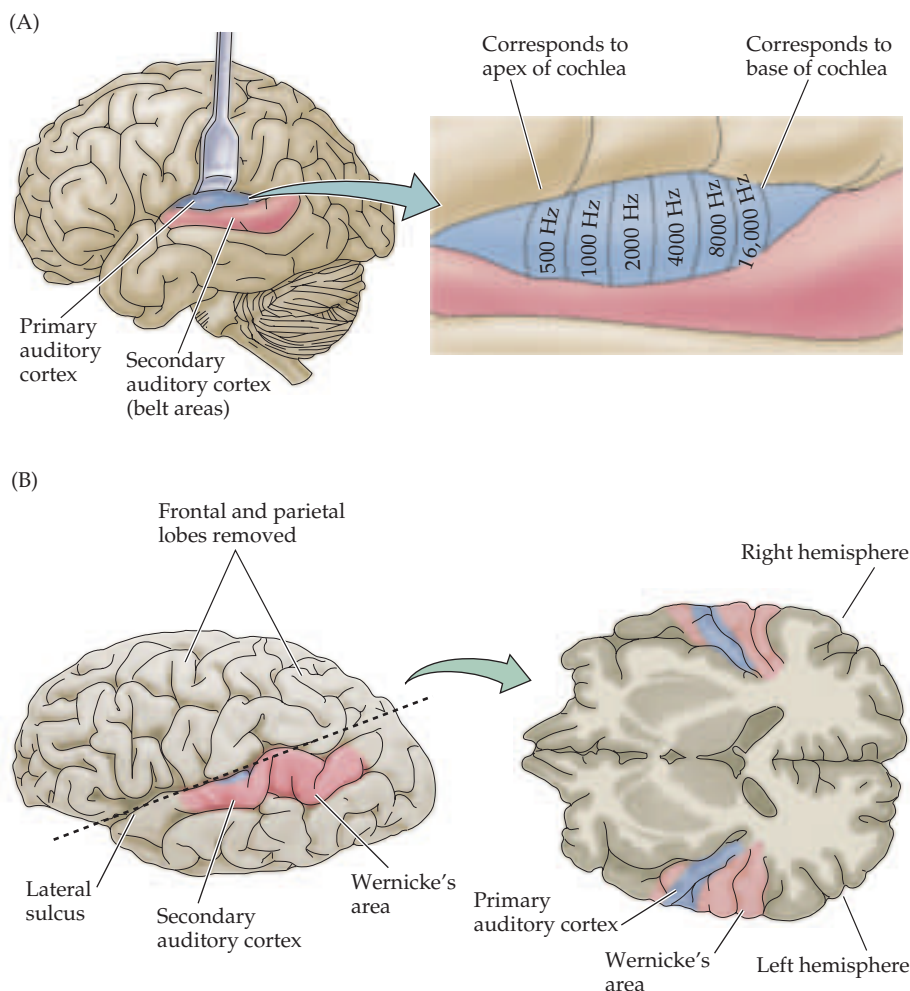 (A)
Corresponds to
apex of cochlea
Corresponds to
base of cochlea
500 Hz
1000 Hz
2000 Hz
4000 Hz
8000 Hz
16,000 Hz
Primary
auditory
cortex
Secondary
auditory cortex
(belt areas)
(B)
Frontal and parietal
lobes removed
Right hemisphere
Lateral
sulcus
Secondary
auditory cortex
Wernicke's
area
Primary
auditory cortex
Wernicke's
area
Left hemisphere